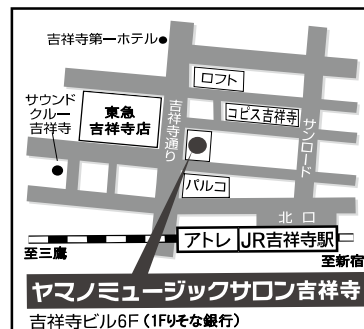 吉祥寺第一ホテル
ロフト
サウンド
クルー
吉祥寺
東急
吉祥寺店
吉祥寺通り
コピス吉祥寺
サンロード
パルコ
北口
アトレ
JR吉祥寺駅
至三鷹
至新宿
ヤマノミュージックサロン吉祥寺
吉祥寺ビル6F(1Fりそな銀行)